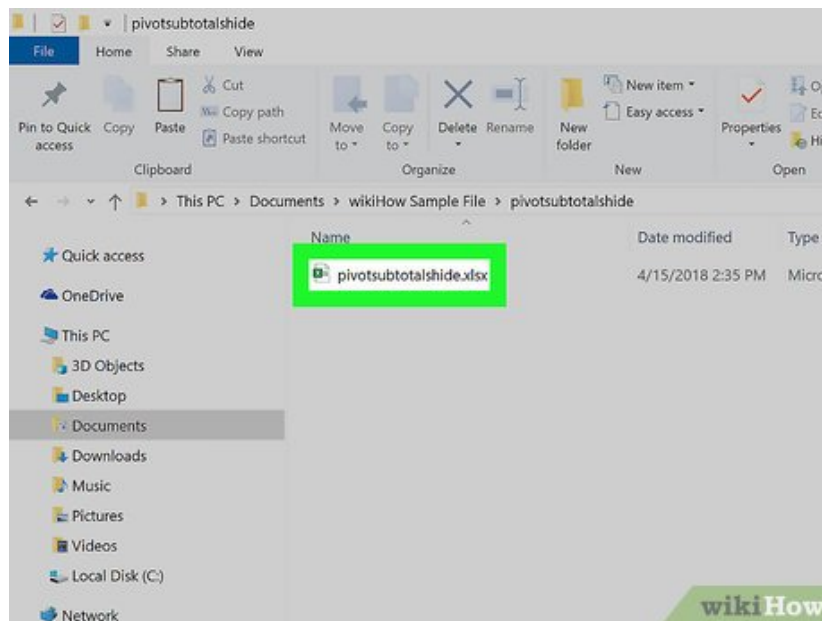 pivotsubtotalshide
File Home Share View
Pin to Quick access
Copy
Paste
Cut
Copy path
Paste shortcut
Clipboard
Move to
Copy to
Delete
Rename
Organize
New folder
New item
Easy access
New
Properties
Open
This PC > Documents > wikiHow Sample File > pivotsubtotalshide
Name Date modified Type
pivotsubtotalshide.xlsx 4/15/2018 2:35 PM
Quick access
OneDrive
This PC
3D Objects
Desktop
Documents
Downloads
Music
Pictures
Videos
Local Disk (C:)
Network
wikiHow